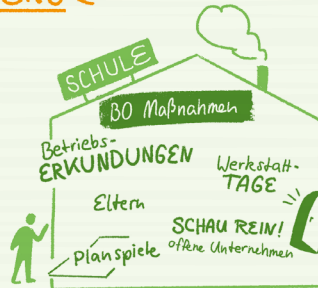 SCHULE
BO Maßnahmen
Betriebs-
ERKUNDUNGEN
Werkstatt-
TAGE
Eltern
SCHAU REIN!
offene Unternehmen
Planspiele